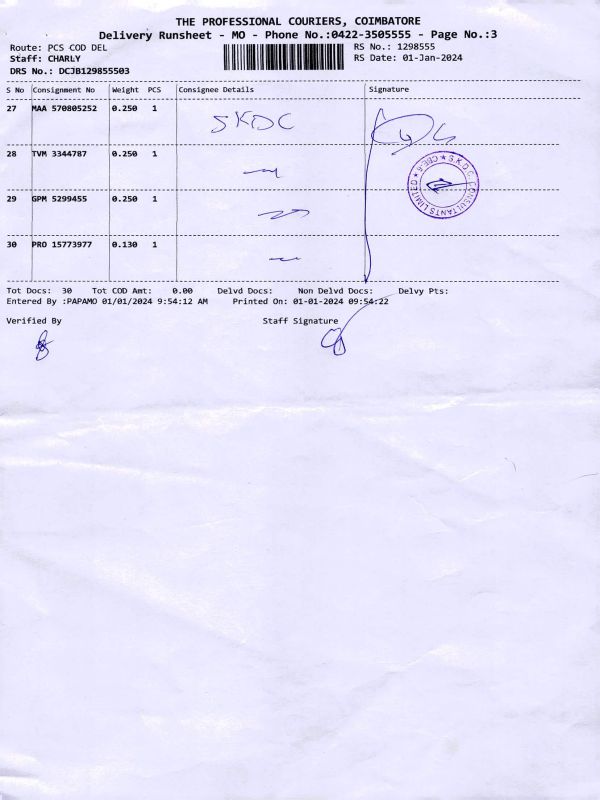 THE PROFESSIONAL COURIERS, COIMBATORE
Delivery Runsheet - MO - Phone No.:0422-3505555 - Page No.:3
Route: PCS COD DEL RS No.: 1298555
Staff: CHARLY RS Date: 01-Jan-2024
DRS No.: DCJB129855503
S No Consignment No Weight PCS Consignee Details Signature
27 MAA 570805252 0.250 1 SKDC
28 TVM 3344787 0.250 1
S.K.D.C. CONSULTANTS LIMITED ★ CBE-6 ★
29 GPM 5299455 0.250 1
30 PRO 15773977 0.130 1
Tot Docs: 30 Tot COD Amt: 0.00 Delvd Docs: Non Delvd Docs: Delvy Pts:
Entered By :PAPAMO 01/01/2024 9:54:12 AM Printed On: 01-01-2024 09:54:22
Verified By Staff Signature